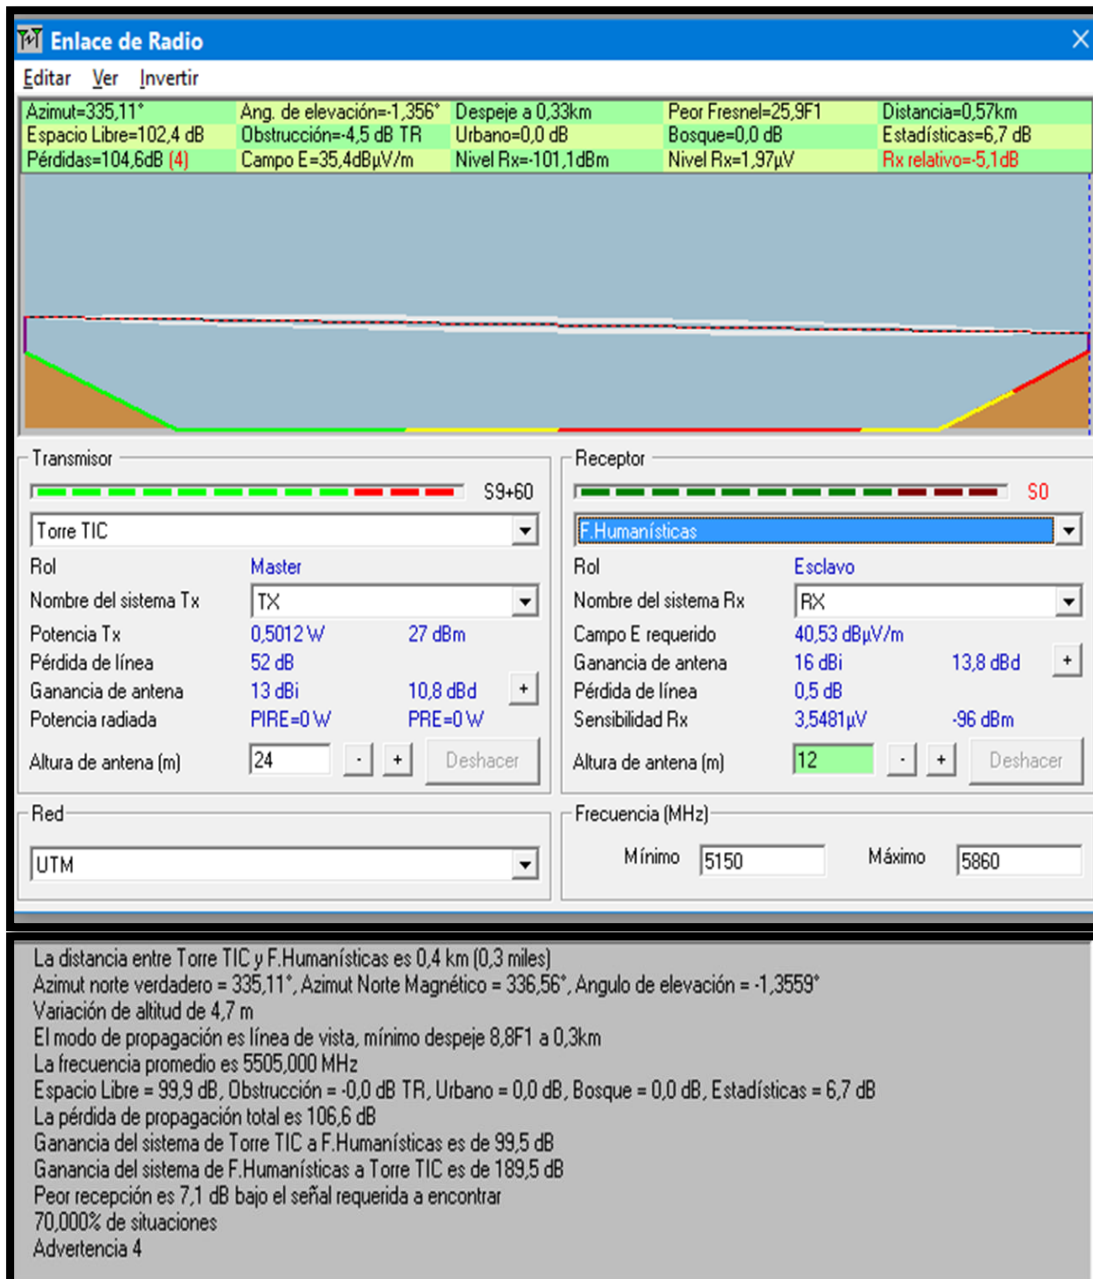 Enlace de Radio
Editar Ver Invertir
Azimut=335,11° Ang. de elevación=-1,356° Despeje a 0,33km Peor Fresnel=25,9F1 Distancia=0,57km
Espacio Libre=102,4 dB Obstrucción=-4,5 dB TR Urbano=0,0 dB Bosque=0,0 dB Estadísticas=6,7 dB
Pérdidas=104,6dB (4) Campo E=35,4dBµV/m Nivel Rx=-101,1dBm Nivel Rx=1,97µV Rx relativo=-5,1dB
Transmisor
S9+60
Torre TIC
Rol Master
Nombre del sistema Tx TX
Potencia Tx 0,5012 W 27 dBm
Pérdida de línea 52 dB
Ganancia de antena 13 dBi 10,8 dBd +
Potencia radiada PIRE=0 W PRE=0 W
Altura de antena (m) 24 - + Deshacer
Receptor
S0
F.Humanísticas
Rol Esclavo
Nombre del sistema Rx RX
Campo E requerido 40,53 dBµV/m
Ganancia de antena 16 dBi 13,8 dBd +
Pérdida de línea 0,5 dB
Sensibilidad Rx 3,5481µV -96 dBm
Altura de antena (m) 12 - + Deshacer
Red
UTM
Frecuencia (MHz)
Mínimo 5150 Máximo 5860
La distancia entre Torre TIC y F.Humanísticas es 0,4 km (0,3 miles)
Azimut norte verdadero = 335,11°, Azimut Norte Magnético = 336,56°, Angulo de elevación = -1,3559°
Variación de altitud de 4,7 m
El modo de propagación es línea de vista, mínimo despeje 8,8F1 a 0,3km
La frecuencia promedio es 5505,000 MHz
Espacio Libre = 99,9 dB, Obstrucción = -0,0 dB TR, Urbano = 0,0 dB, Bosque = 0,0 dB, Estadísticas = 6,7 dB
La pérdida de propagación total es 106,6 dB
Ganancia del sistema de Torre TIC a F.Humanísticas es de 99,5 dB
Ganancia del sistema de F.Humanísticas a Torre TIC es de 189,5 dB
Peor recepción es 7,1 dB bajo el señal requerida a encontrar
70,000% de situaciones
Advertencia 4